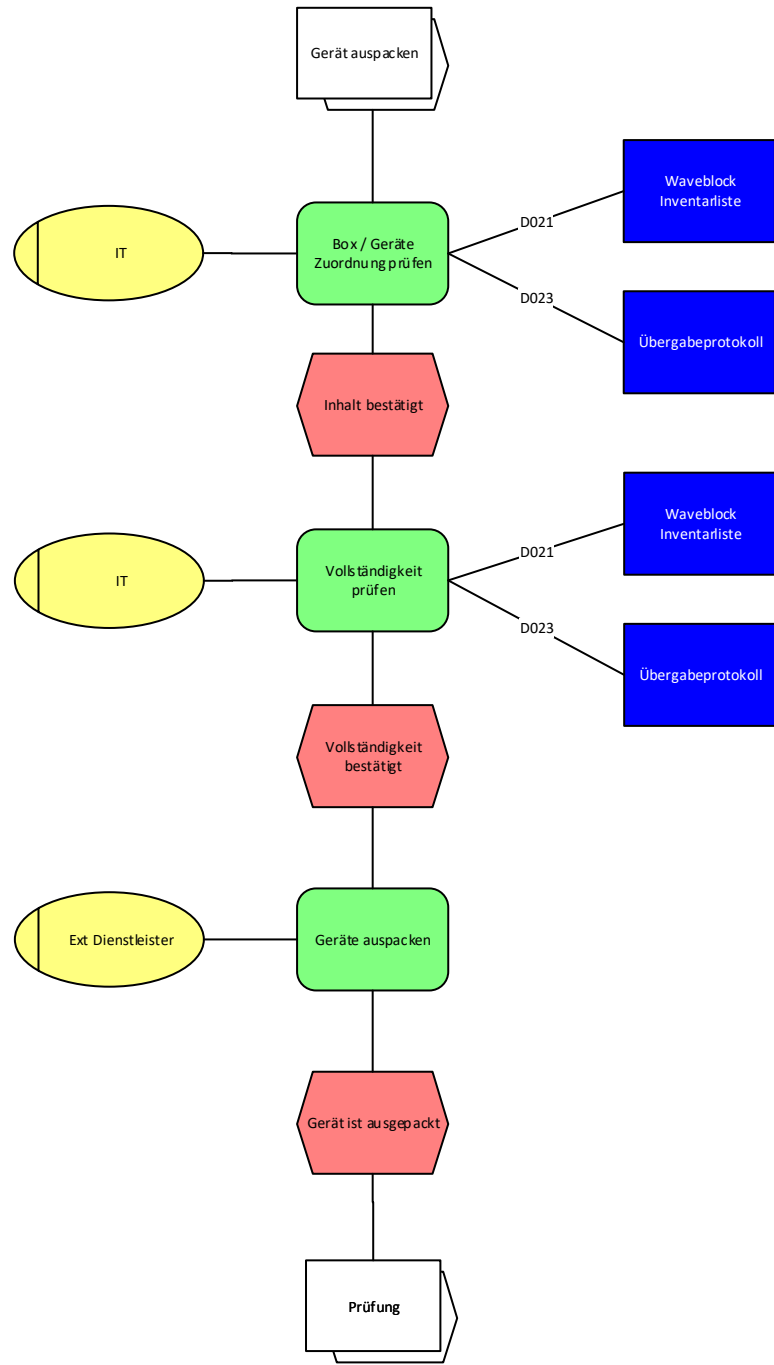 Gerät auspacken
Waveblock
Inventarliste
D021
IT
Box / Geräte
Zuordnung prüfen
D023
Übergabeprotokoll
Inhalt bestätigt
Waveblock
Inventarliste
D021
IT
Vollständigkeit
prüfen
D023
Übergabeprotokoll
Vollständigkeit
bestätigt
Ext Dienstleister
Geräte auspacken
Gerät ist ausgepackt
Prüfung